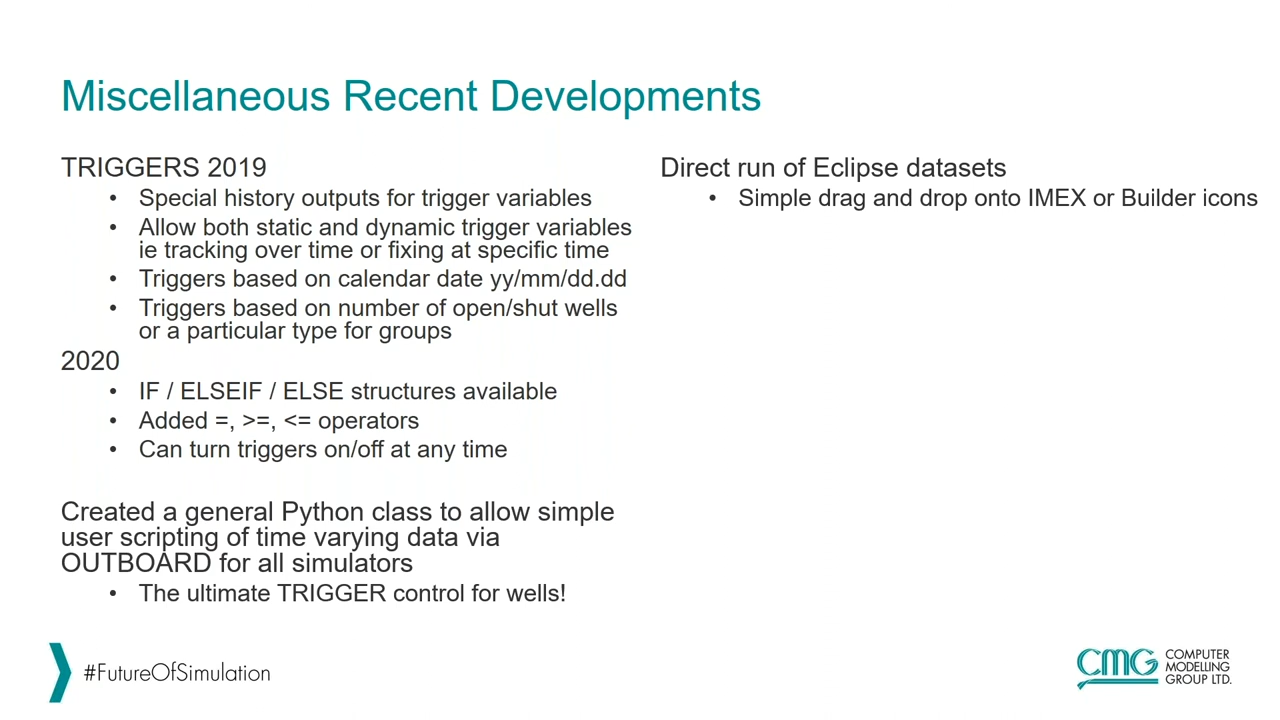 Miscellaneous Recent Developments
TRIGGERS 2019
• Special history outputs for trigger variables
• Allow both static and dynamic trigger variables
ie tracking over time or fixing at specific time
• Triggers based on calendar date yy/mm/dd.dd
• Triggers based on number of open/shut wells
or a particular type for groups
2020
• IF / ELSEIF / ELSE structures available
• Added =, >=, <= operators
• Can turn triggers on/off at any time
Created a general Python class to allow simple
user scripting of time varying data via
OUTBOARD for all simulators
• The ultimate TRIGGER control for wells!
Direct run of Eclipse datasets
• Simple drag and drop onto IMEX or Builder icons
#FutureOfSimulation
CMG
COMPUTER
MODELLING
GROUP LTD.